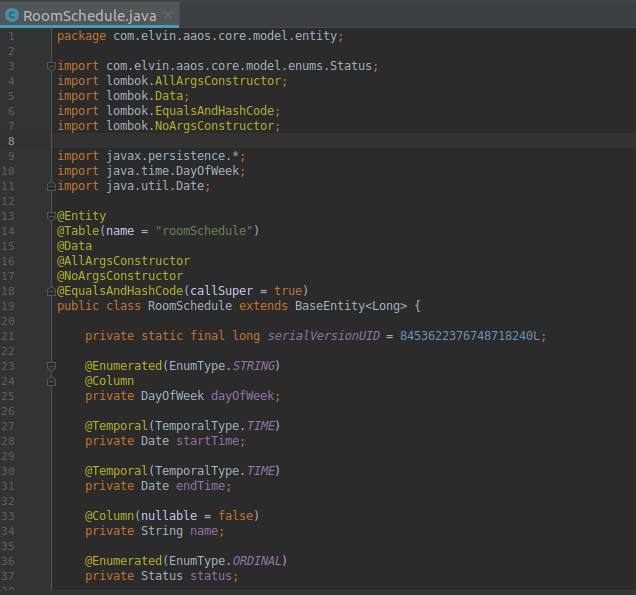 RoomSchedule.java
1 package com.elvin.aaos.core.model.entity;
2
3 import com.elvin.aaos.core.model.enums.Status;
4 import lombok.AllArgsConstructor;
5 import lombok.Data;
6 import lombok.EqualsAndHashCode;
7 import lombok.NoArgsConstructor;
8
9 import javax.persistence.*;
10 import java.time.DayOfWeek;
11 import java.util.Date;
12
13 @Entity
14 @Table(name = "roomSchedule")
15 @Data
16 @AllArgsConstructor
17 @NoArgsConstructor
18 @EqualsAndHashCode(callSuper = true)
19 public class RoomSchedule extends BaseEntity<Long> {
20
21 private static final long serialVersionUID = 8453622376748718240L;
22
23 @Enumerated(EnumType.STRING)
24 @Column
25 private DayOfWeek dayOfWeek;
26
27 @Temporal(TemporalType.TIME)
28 private Date startTime;
29
30 @Temporal(TemporalType.TIME)
31 private Date endTime;
32
33 @Column(nullable = false)
34 private String name;
35
36 @Enumerated(EnumType.ORDINAL)
37 private Status status;